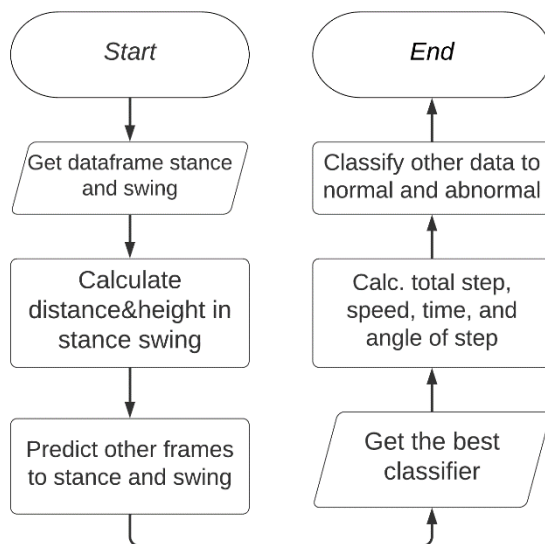 Start
Get dataframe stance
and swing
Calculate
distance&height in
stance swing
Predict other frames
to stance and swing
Get the best
classifier
Calc. total step,
speed, time, and
angle of step
Classify other data to
normal and abnormal
End